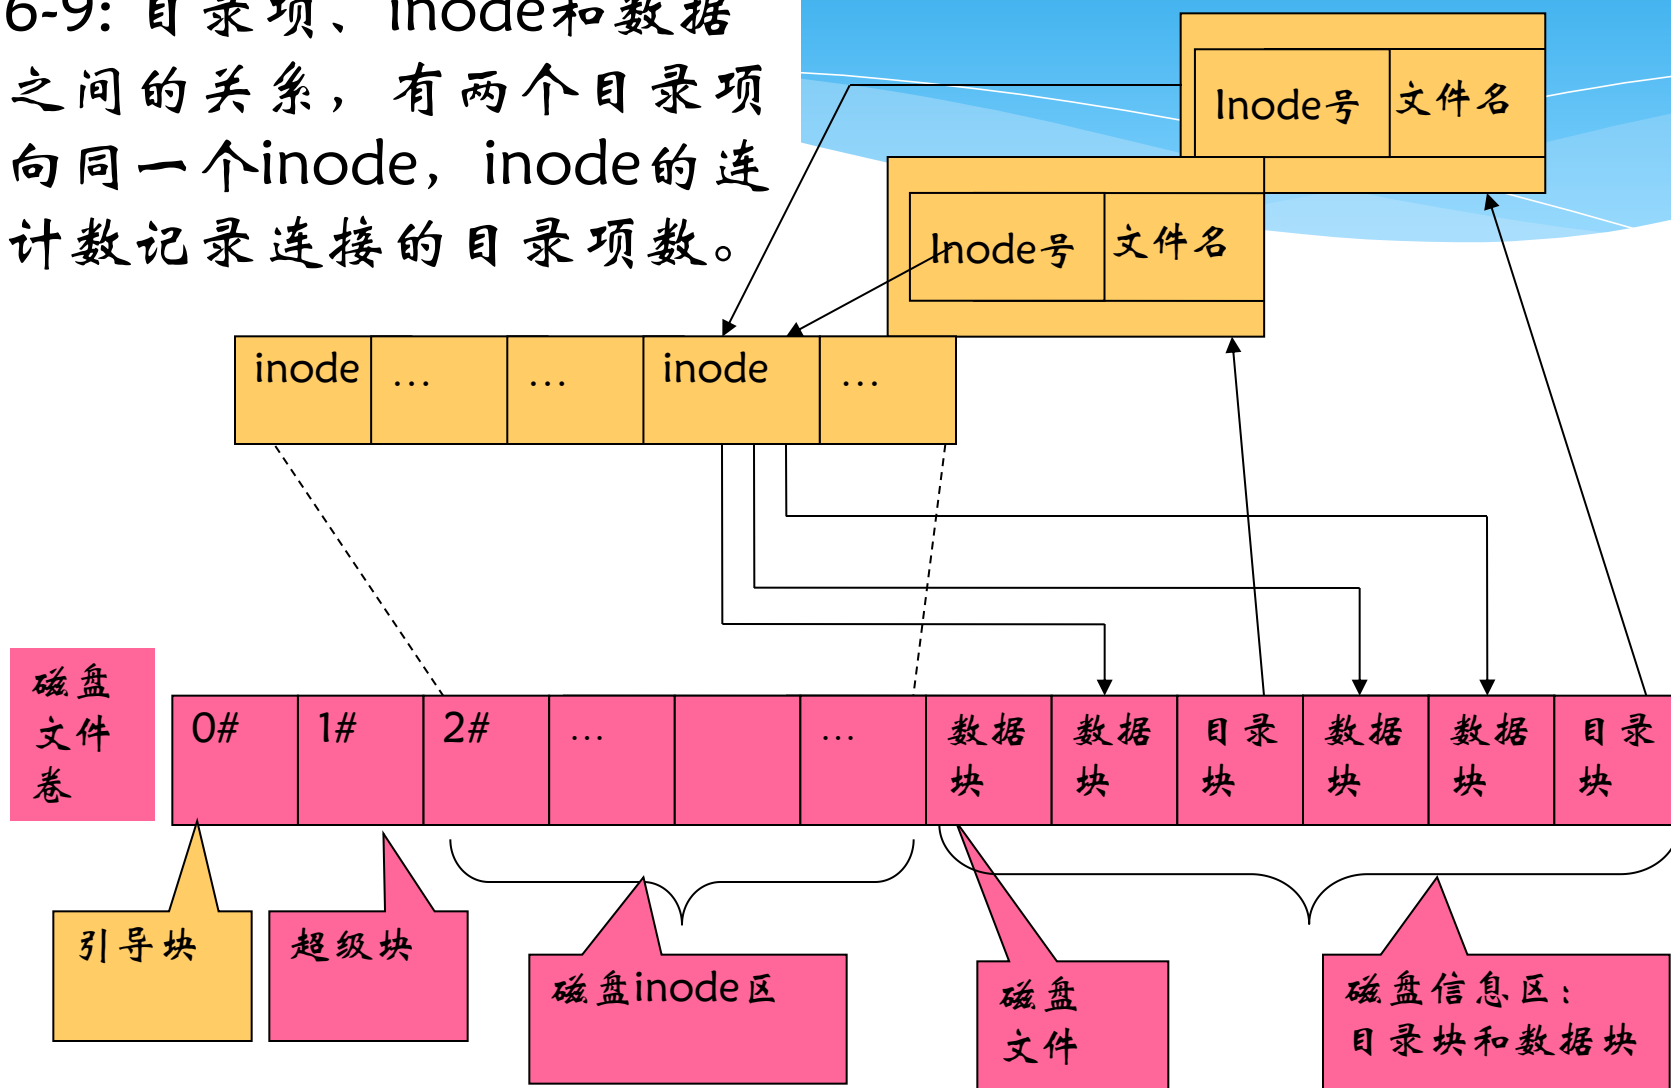 6-9: 目录项、inode和数据
之间的关系，有两个目录项
向同一个inode，inode的连
计数记录连接的目录项数。
Inode号 文件名
Inode号 文件名
inode … … inode …
磁盘
文件
卷
0# 1# 2# … … 数据 数据 目录 数据 数据 目录
块 块 块 块 块 块
引导块
超级块
磁盘inode区
磁盘
文件
磁盘信息区：
目录块和数据块